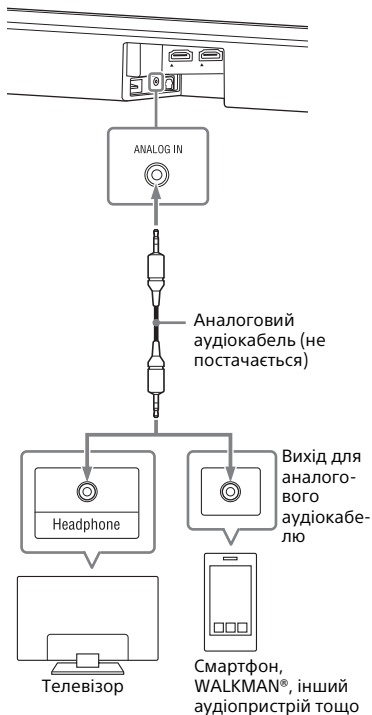 ANALOG IN
Аналоговий
аудіокабель (не
постачається)
Вихід для
аналого-
вого
аудіокабе-
лю
Headphone
Телевізор
Смартфон,
WALKMAN®, інший
аудіопристрій тощо